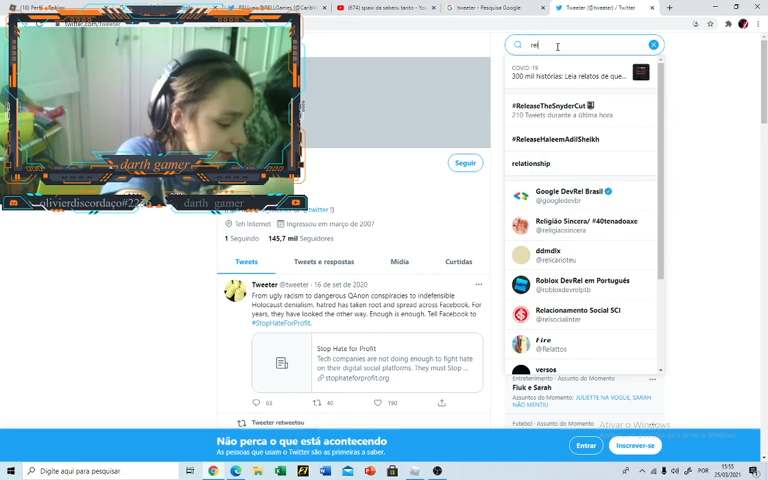 (18) Perfil - Roblox
(674) spaw da saberu tanto - Yo
tweeter - Pesquisa Google
Tweeter (@tweeter) / Twitter
twitter.com/tweeter
rel
COVID-19
300 mil histórias: Leia relatos de que...
#ReleaseTheSnyderCut
210 Tweets durante a última hora
#ReleaseHaleemAdilSheikh
relationship
Google DevRel Brasil
@googledevbr
Religião Sincera/ #40tenadoaxe
@religiaosincera
ddmdlx
@relicarioteu
Roblox DevRel em Português
@robloxdevrelptb
Relacionamento Social SCI
@relsocialinter
Fire
@Relattos
versos
darth gamer
olivierdiscordaço#2236
darth gamer
Seguir
@twitter !)
Teh Internet
Ingressou em março de 2007
1 Seguindo
145,7 mil Seguidores
Tweets
Tweets e respostas
Mídia
Curtidas
Tweeter @tweeter · 16 de set de 2020
From ugly racism to dangerous QAnon conspiracies to indefensible
Holocaust denialism, hatred has taken root and spread across Facebook. For
years, they have looked the other way. Enough is enough. Tell Facebook to
#StopHateForProfit.
Stop Hate for Profit
Tech companies are not doing enough to fight hate
on their digital social platforms. They must Stop ...
stophateforprofit.org
63
40
190
Tweeter retweetou
Entretenimento · Assunto do Momento
Fiuk e Sarah
Assuntos do Momento: JULIETTE NA VOGUE, SARAH
NÃO MENTIU
Futebol · Assunto do Momento
Ativar o Windows
Não perca o que está acontecendo
As pessoas que usam o Twitter são as primeiras a saber.
Entrar
Inscrever-se
Digite aqui para pesquisar
POR
15:55
25/03/2021